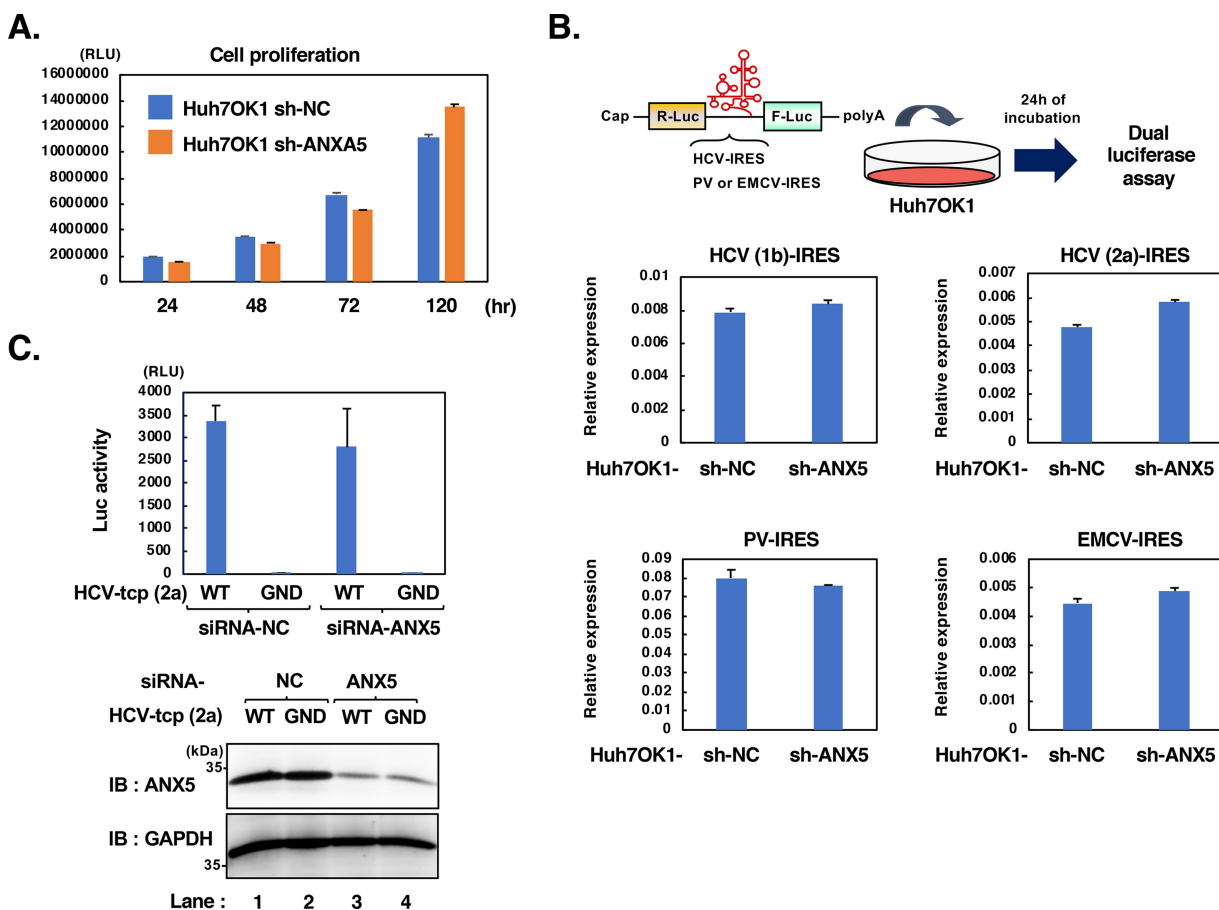 A.
(RLU)
Cell proliferation
16000000
14000000
12000000
10000000
8000000
6000000
4000000
2000000
0
Huh7OK1 sh-NC
Huh7OK1 sh-ANXA5
24 48 72 120 (hr)
B.
Cap R-Luc F-Luc polyA
HCV-IRES
PV or EMCV-IRES
Huh7OK1
24h of
incubation
Dual
luciferase
assay
HCV (1b)-IRES
Relative expression
0.01
0.008
0.006
0.004
0.002
0
Huh7OK1- sh-NC sh-ANX5
HCV (2a)-IRES
Relative expression
0.007
0.006
0.005
0.004
0.003
0.002
0.001
0
Huh7OK1- sh-NC sh-ANX5
PV-IRES
Relative expression
0.09
0.08
0.07
0.06
0.05
0.04
0.03
0.02
0.01
0
Huh7OK1- sh-NC sh-ANX5
EMCV-IRES
Relative expression
0.006
0.005
0.004
0.003
0.002
0.001
0
Huh7OK1- sh-NC sh-ANX5
C.
(RLU)
Luc activity
4000
3500
3000
2500
2000
1500
1000
500
0
HCV-tcp (2a) WT GND WT GND
siRNA-NC siRNA-ANX5
siRNA- NC ANX5
HCV-tcp (2a) WT GND WT GND
(kDa)
35
IB : ANX5
IB : GAPDH
35
Lane : 1 2 3 4